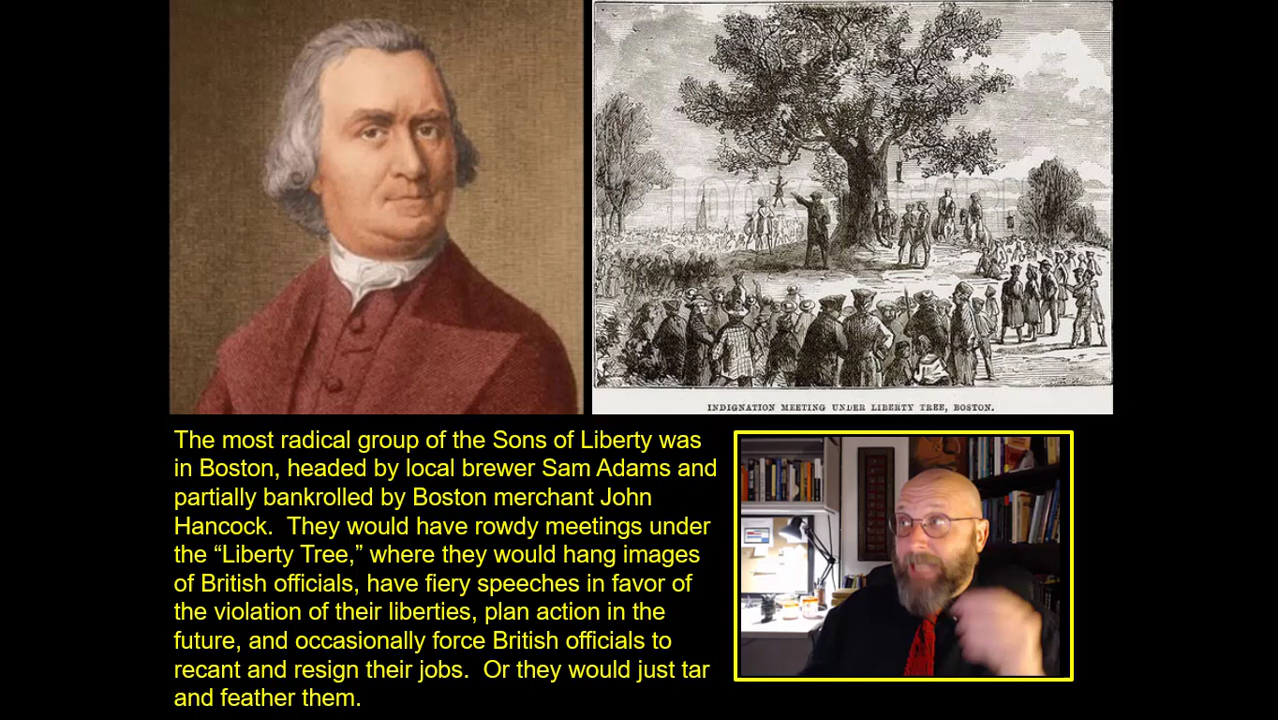 INDIGNATION MEETING UNDER LIBERTY TREE, BOSTON.
The most radical group of the Sons of Liberty was
in Boston, headed by local brewer Sam Adams and
partially bankrolled by Boston merchant John
Hancock.  They would have rowdy meetings under
the “Liberty Tree,” where they would hang images
of British officials, have fiery speeches in favor of
the violation of their liberties, plan action in the
future, and occasionally force British officials to
recant and resign their jobs.  Or they would just tar
and feather them.